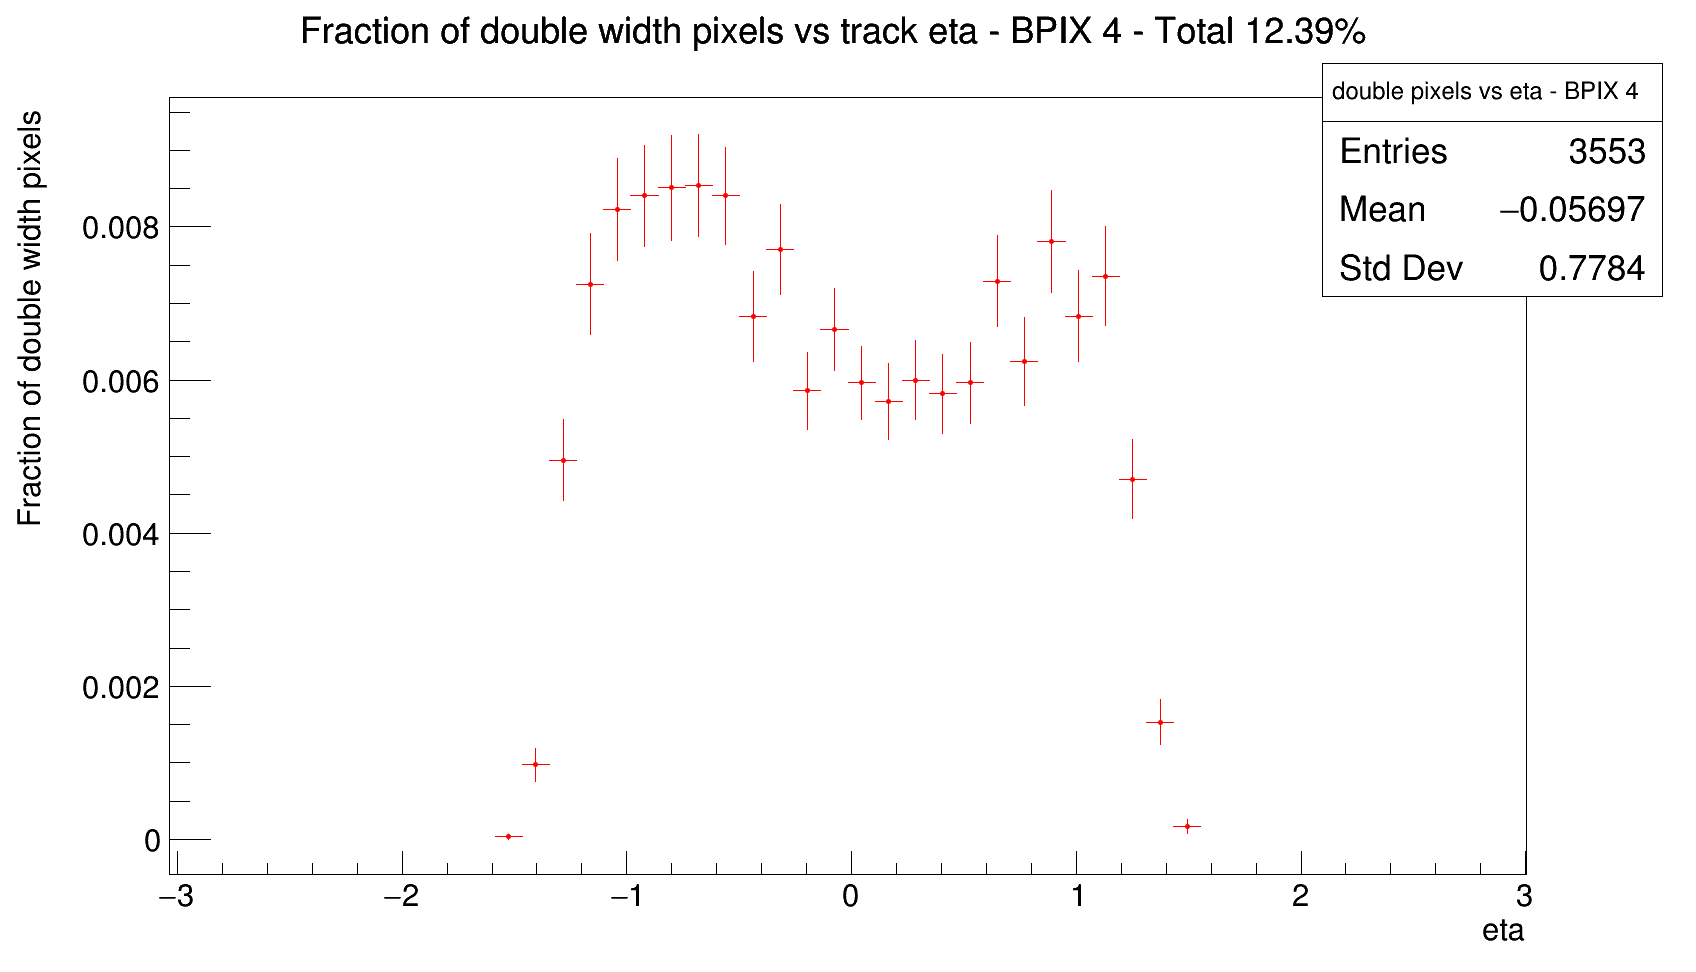 Fraction of double width pixels vs track eta - BPIX 4 - Total 12.39%
double pixels vs eta - BPIX 4
Entries 3553
Mean −0.05697
Std Dev 0.7784
Fraction of double width pixels
0.008
0.006
0.004
0.002
0
−3 −2 −1 0 1 2 3
eta